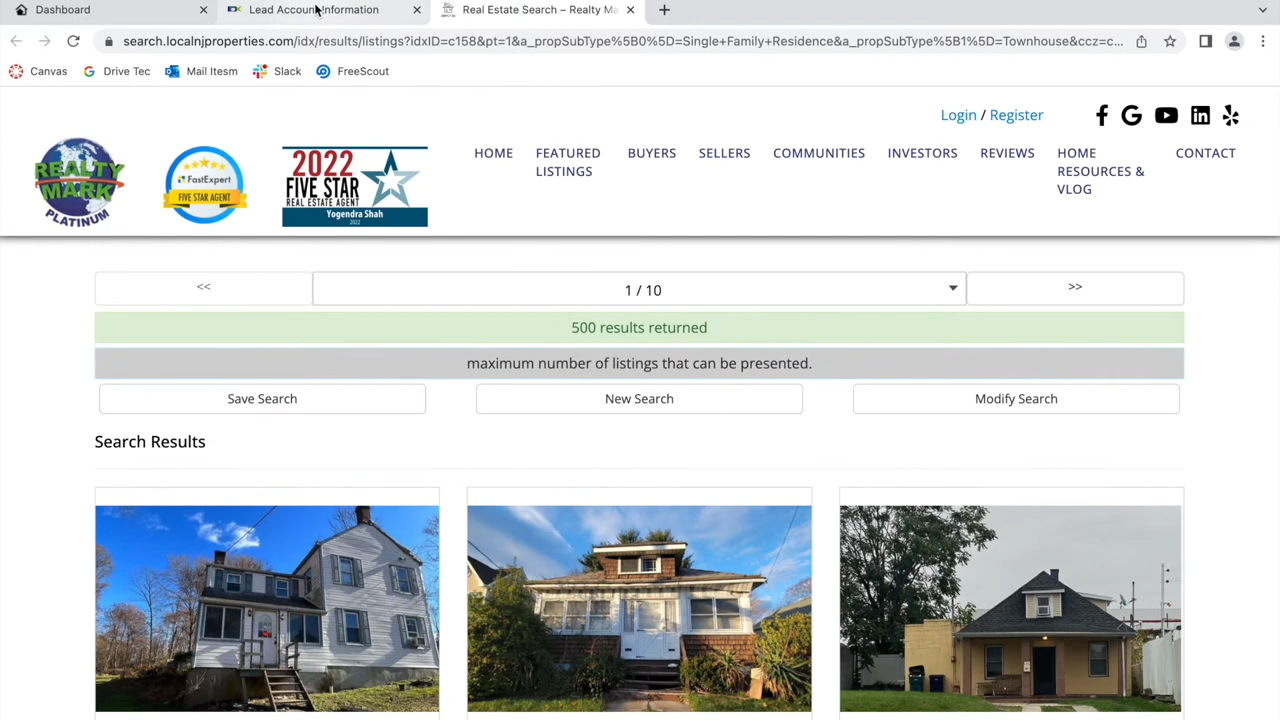 Dashboard
Lead Account Information
Real Estate Search – Realty Ma
search.localnjproperties.com/idx/results/listings?idxID=c158&pt=1&a_propSubType%5B0%5D=Single+Family+Residence&a_propSubType%5B1%5D=Townhouse&ccz=c...
Canvas
Drive Tec
Mail Itesm
Slack
FreeScout
Login / Register
REALTY
MARK
PLATINUM
FastExpert
FIVE STAR AGENT
2022
FIVE STAR
REAL ESTATE AGENT
Yogendra Shah
2022
HOME
FEATURED
LISTINGS
BUYERS
SELLERS
COMMUNITIES
INVESTORS
REVIEWS
HOME
RESOURCES &
VLOG
CONTACT
<<
1 / 10
>>
500 results returned
maximum number of listings that can be presented.
Save Search
New Search
Modify Search
Search Results